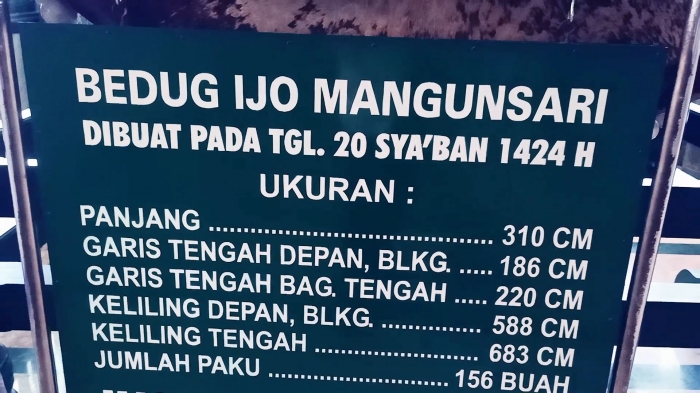 BEDUG IJO MANGUNSARI
DIBUAT PADA TGL. 20 SYA'BAN 1424 H
UKURAN :
PANJANG ........................................ 310 CM
GARIS TENGAH DEPAN, BLKG. ..... 186 CM
GARIS TENGAH BAG. TENGAH ..... 220 CM
KELILING DEPAN, BLKG. ............... 588 CM
KELILING TENGAH ........................ 683 CM
JUMLAH PAKU ............................ 156 BUAH